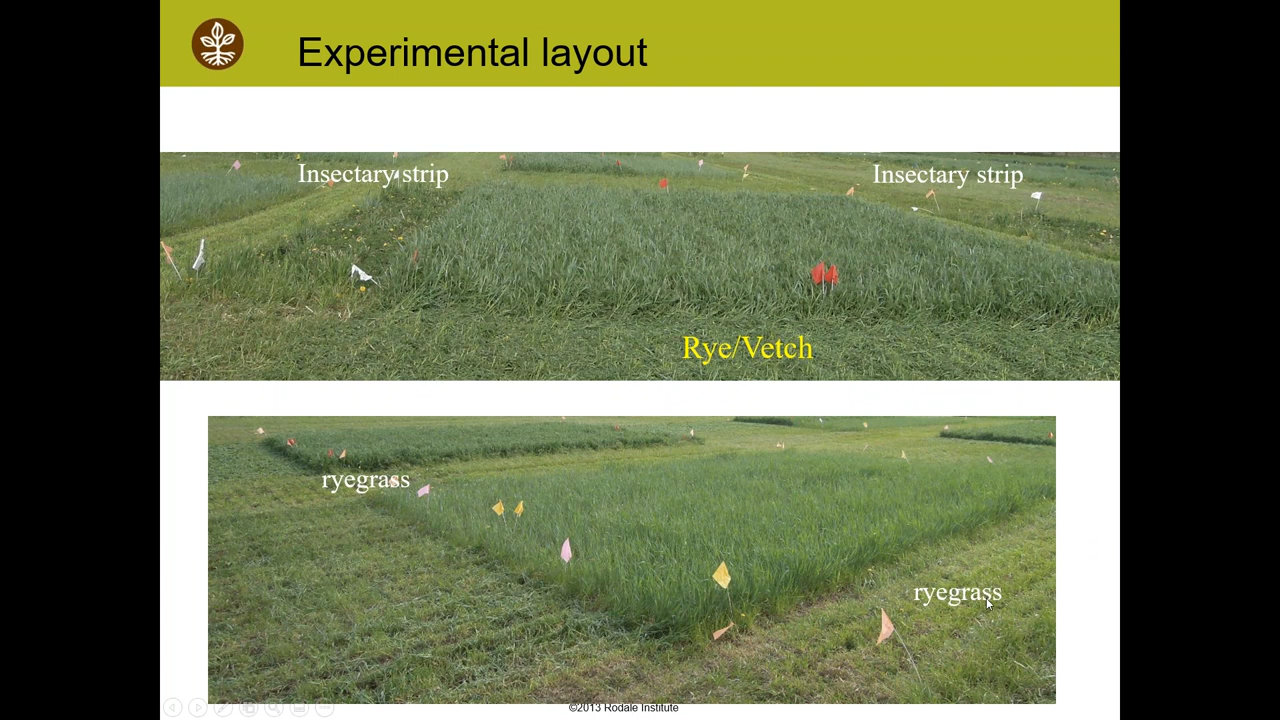 Experimental layout
Insectary strip
Insectary strip
Rye/Vetch
ryegrass
ryegrass
©2013 Rodale Institute